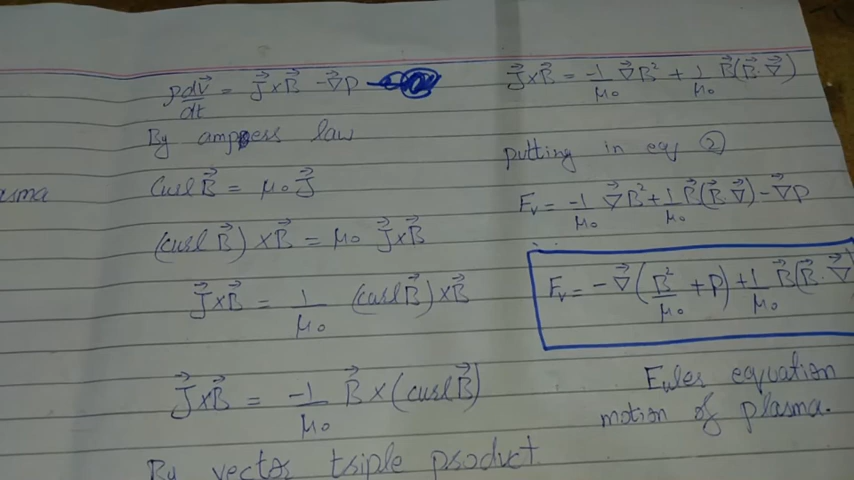 ρ dv⃗/dt = J⃗×B⃗ - ∇⃗P
By amperess law
Curl B⃗ = μ₀ J⃗
(curl B⃗) × B⃗ = μ₀ J⃗×B⃗
J⃗×B⃗ = 1/μ₀ (curl B⃗)×B⃗
J⃗×B⃗ = -1/μ₀ B⃗×(curl B⃗)
By vector triple product
J⃗×B⃗ = -1/μ₀ ∇⃗B² + 1/μ₀ B⃗(B⃗.∇⃗)
putting in eq ②
Fᵥ = -1/μ₀ ∇⃗B² + 1/μ₀ B⃗(B⃗.∇⃗) - ∇⃗P
Fᵥ = -∇⃗(B²/μ₀ + P) + 1/μ₀ B⃗(B⃗.∇⃗
Euler equation
motion of plasma.